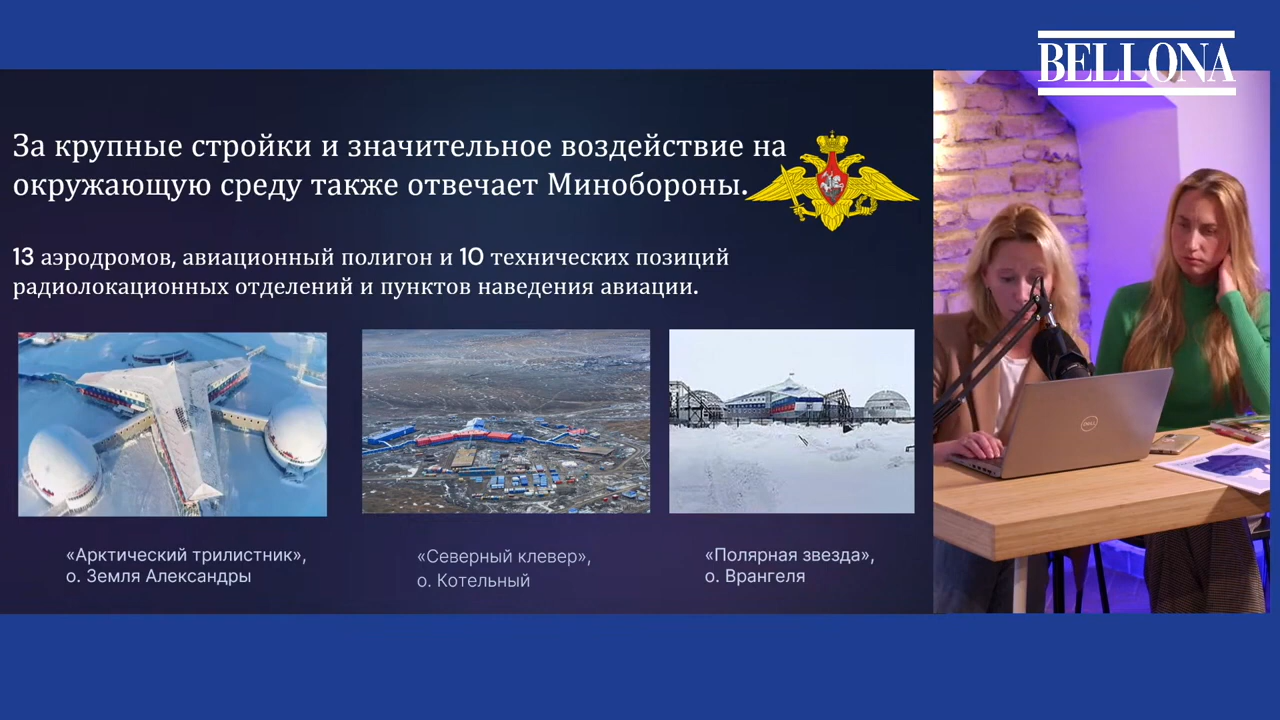 BELLONA
За крупные стройки и значительное воздействие на
окружающую среду также отвечает Минобороны.
13 аэродромов, авиационный полигон и 10 технических позиций
радиолокационных отделений и пунктов наведения авиации.
«Арктический трилистник»,
о. Земля Александры
«Северный клевер»,
о. Котельный
«Полярная звезда»,
о. Врангеля
DELL